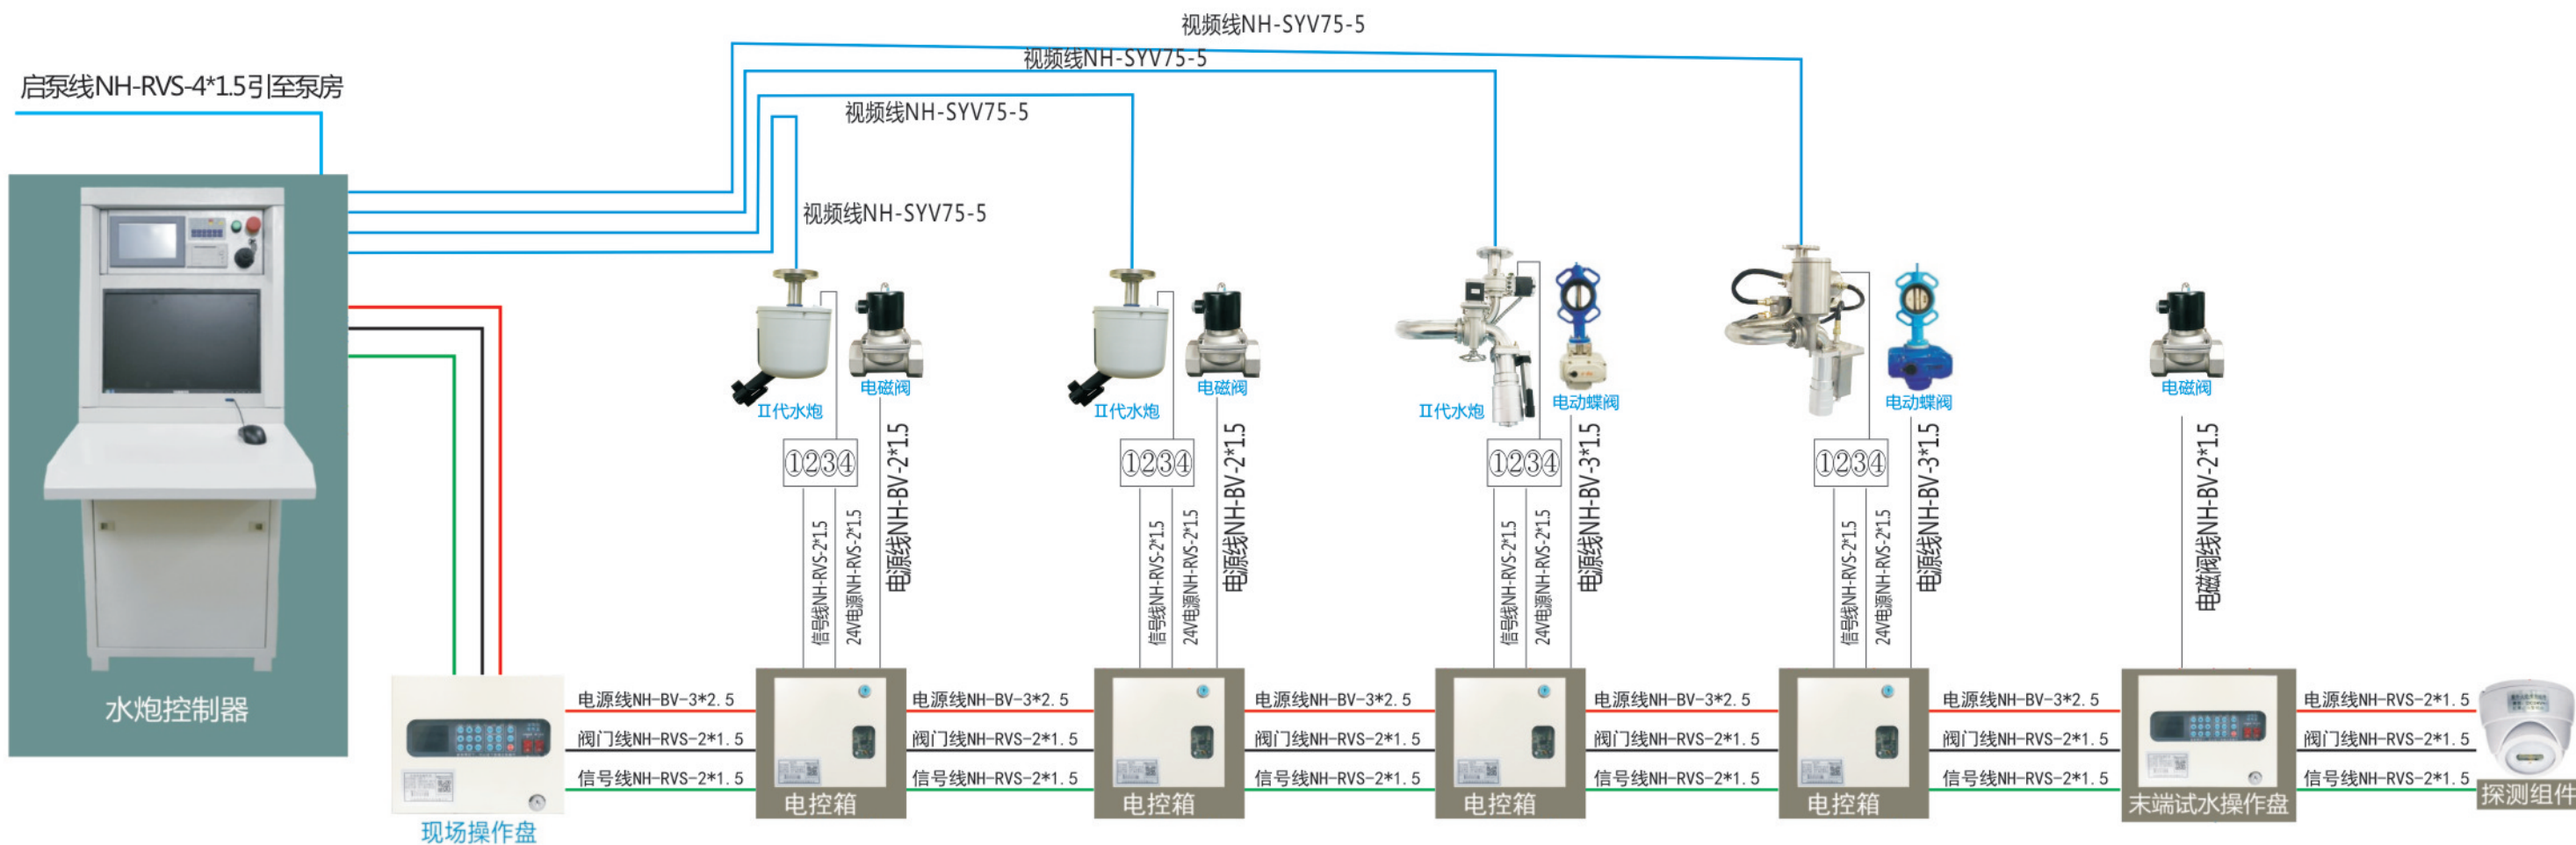 视频线NH-SYV75-5
视频线NH-SYV75-5
启泵线NH-RVS-4*1.5引至泵房
视频线NH-SYV75-5
视频线NH-SYV75-5
水炮控制器
Ⅱ代水炮
电磁阀
Ⅱ代水炮
电磁阀
Ⅱ代水炮
电动蝶阀
电动蝶阀
电磁阀
①②③④
①②③④
①②③④
①②③④
信号线NH-RVS-2*1.5
24V电源NH-RVS-2*1.5
电源线NH-BV-2*1.5
信号线NH-RVS-2*1.5
24V电源NH-RVS-2*1.5
电源线NH-BV-2*1.5
信号线NH-RVS-2*1.5
24V电源NH-RVS-2*1.5
电源线NH-BV-3*1.5
信号线NH-RVS-2*1.5
24V电源NH-RVS-2*1.5
电源线NH-BV-3*1.5
电磁阀线NH-BV-2*1.5
电源线NH-BV-3*2.5
阀门线NH-RVS-2*1.5
信号线NH-RVS-2*1.5
电源线NH-BV-3*2.5
阀门线NH-RVS-2*1.5
信号线NH-RVS-2*1.5
电源线NH-BV-3*2.5
阀门线NH-RVS-2*1.5
信号线NH-RVS-2*1.5
电源线NH-BV-3*2.5
阀门线NH-RVS-2*1.5
信号线NH-RVS-2*1.5
电源线NH-BV-3*2.5
阀门线NH-RVS-2*1.5
信号线NH-RVS-2*1.5
电源线NH-RVS-2*1.5
阀门线NH-RVS-2*1.5
信号线NH-RVS-2*1.5
现场操作盘
电控箱
电控箱
电控箱
电控箱
末端试水操作盘
探测组件